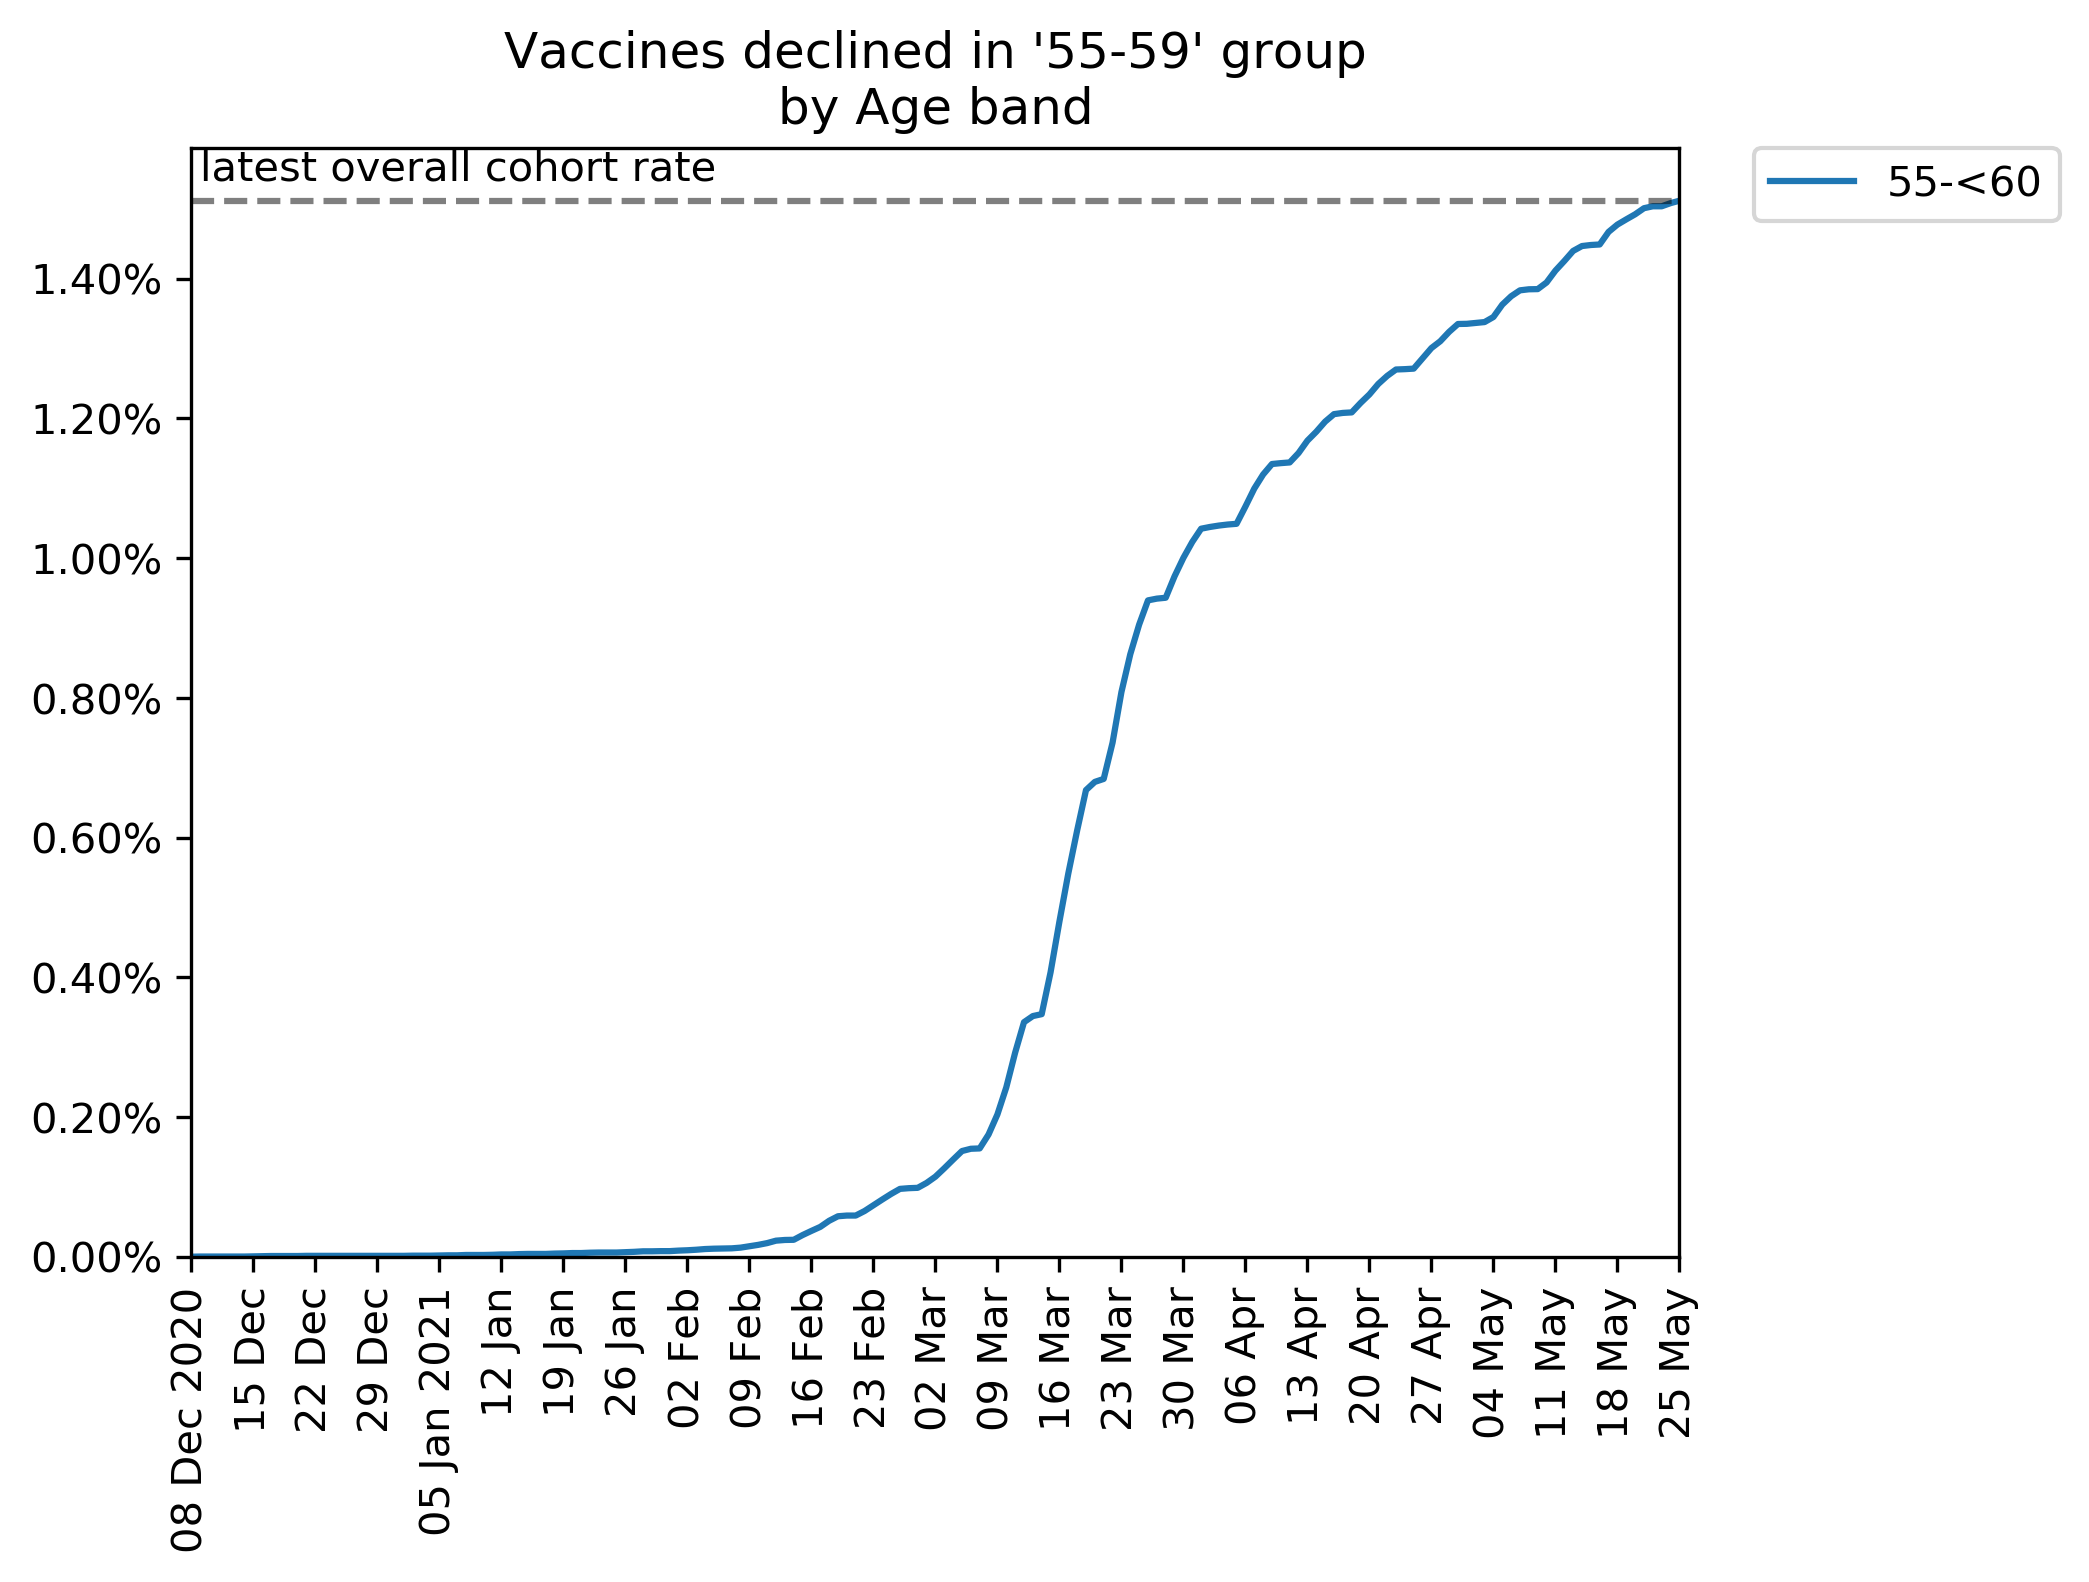 Vaccines declined in '55-59' group
by Age band
latest overall cohort rate
55-<60
1.40%
1.20%
1.00%
0.80%
0.60%
0.40%
0.20%
0.00%
08 Dec 2020
15 Dec
22 Dec
29 Dec
05 Jan 2021
12 Jan
19 Jan
26 Jan
02 Feb
09 Feb
16 Feb
23 Feb
02 Mar
09 Mar
16 Mar
23 Mar
30 Mar
06 Apr
13 Apr
20 Apr
27 Apr
04 May
11 May
18 May
25 May